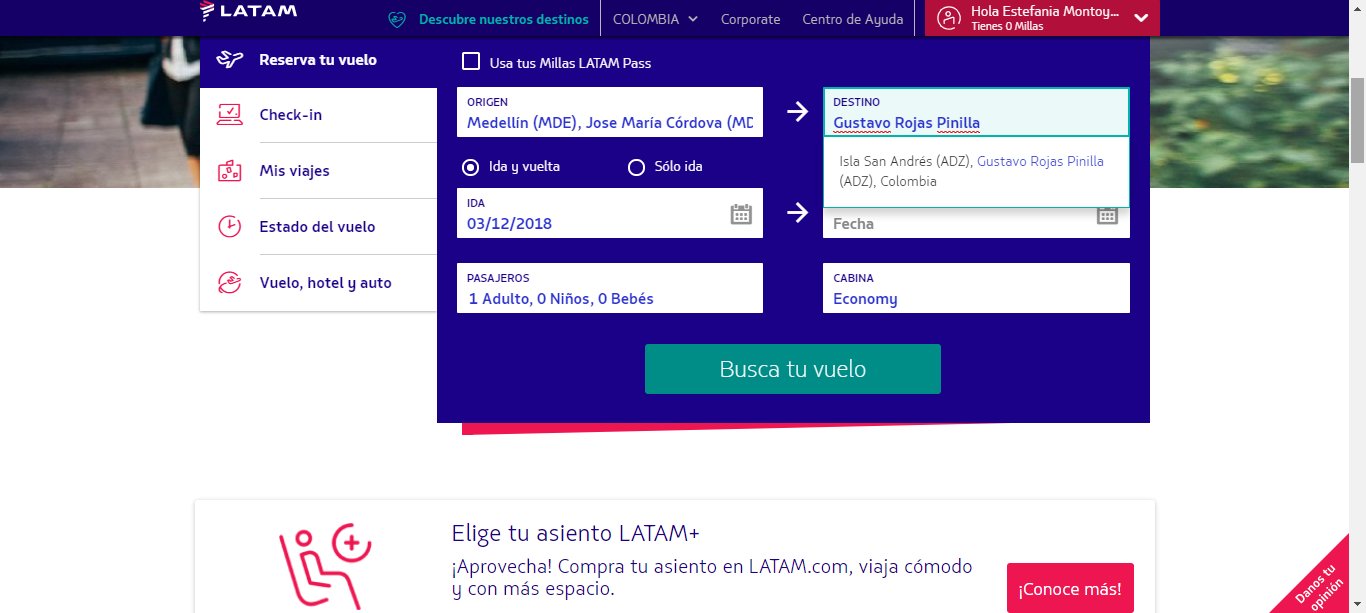 LATAM
Descubre nuestros destinos
COLOMBIA
Corporate
Centro de Ayuda
Hola Estefania Montoy...
Tienes 0 Millas
Reserva tu vuelo
Check-in
Mis viajes
Estado del vuelo
Vuelo, hotel y auto
Usa tus Millas LATAM Pass
ORIGEN
Medellín (MDE), Jose María Córdova (MD
DESTINO
Gustavo Rojas Pinilla
Isla San Andrés (ADZ), Gustavo Rojas Pinilla
(ADZ), Colombia
Ida y vuelta
Sólo ida
IDA
03/12/2018
Fecha
PASAJEROS
1 Adulto, 0 Niños, 0 Bebés
CABINA
Economy
Busca tu vuelo
Elige tu asiento LATAM+
¡Aprovecha! Compra tu asiento en LATAM.com, viaja cómodo
y con más espacio.
¡Conoce más!
Danos tu
opinión